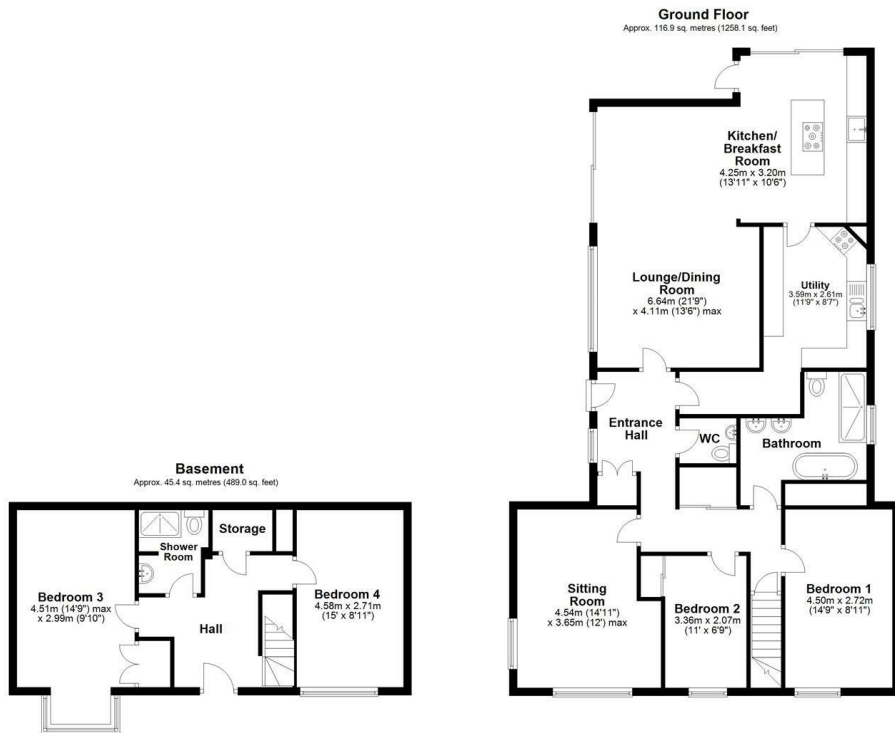 Ground Floor
Approx. 116.9 sq. metres (1258.1 sq. feet)
Kitchen/
Breakfast
Room
4.25m x 3.20m
(13'11" x 10'6")
Lounge/Dining
Room
6.64m (21'9")
x 4.11m (13'6") max
Utility
3.59m x 2.61m
(11'9" x 8'7")
Entrance
Hall
WC
Bathroom
Sitting
Room
4.54m (14'11")
x 3.65m (12') max
Bedroom 2
3.36m x 2.07m
(11' x 6'9")
Bedroom 1
4.50m x 2.72m
(14'9" x 8'11")
Basement
Approx. 45.4 sq. metres (489.0 sq. feet)
Storage
Shower
Room
Bedroom 3
4.51m (14'9") max
x 2.99m (9'10")
Hall
Bedroom 4
4.58m x 2.71m
(15' x 8'11")